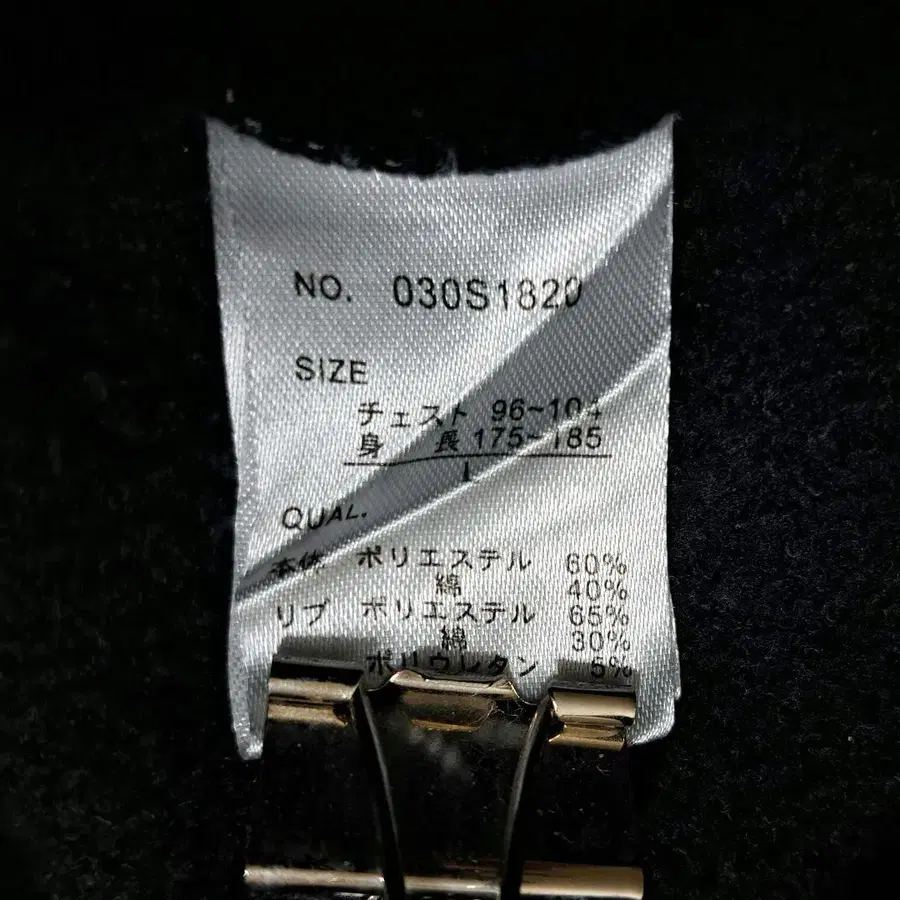 NO. 030S1820
SIZE
チェスト 96~104
身 長 175~185
L
QUAL.
本体 ポリエステル 60%
綿 40%
リブ ポリエステル 65%
綿 30%
ポリウレタン 5%